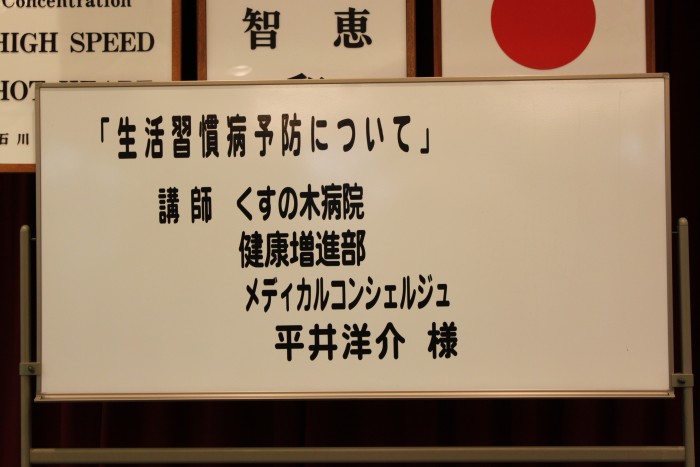 Concentration
HIGH SPEED
石川
智恵
「生活習慣病予防について」
講師 くすの木病院
健康増進部
メディカルコンシェルジュ
平井洋介 様